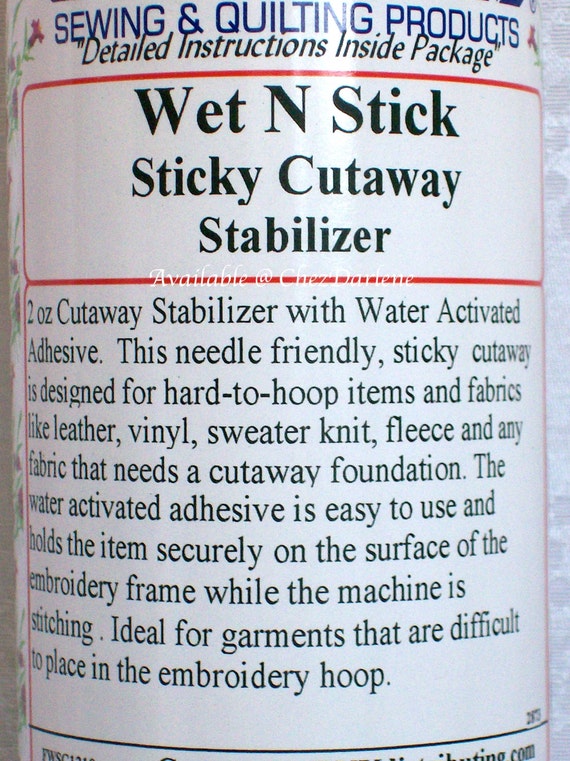 SEWING & QUILTING PRODUCTS
"Detailed Instructions Inside Package"
Wet N Stick
Sticky Cutaway
Stabilizer
Available @ ChezDarlene
2 oz Cutaway Stabilizer with Water Activated
Adhesive. This needle friendly, sticky cutaway
is designed for hard-to-hoop items and fabrics
like leather, vinyl, sweater knit, fleece and any
fabric that needs a cutaway foundation. The
water activated adhesive is easy to use and
holds the item securely on the surface of the
embroidery frame while the machine is
stitching . Ideal for garments that are difficult
to place in the embroidery hoop.